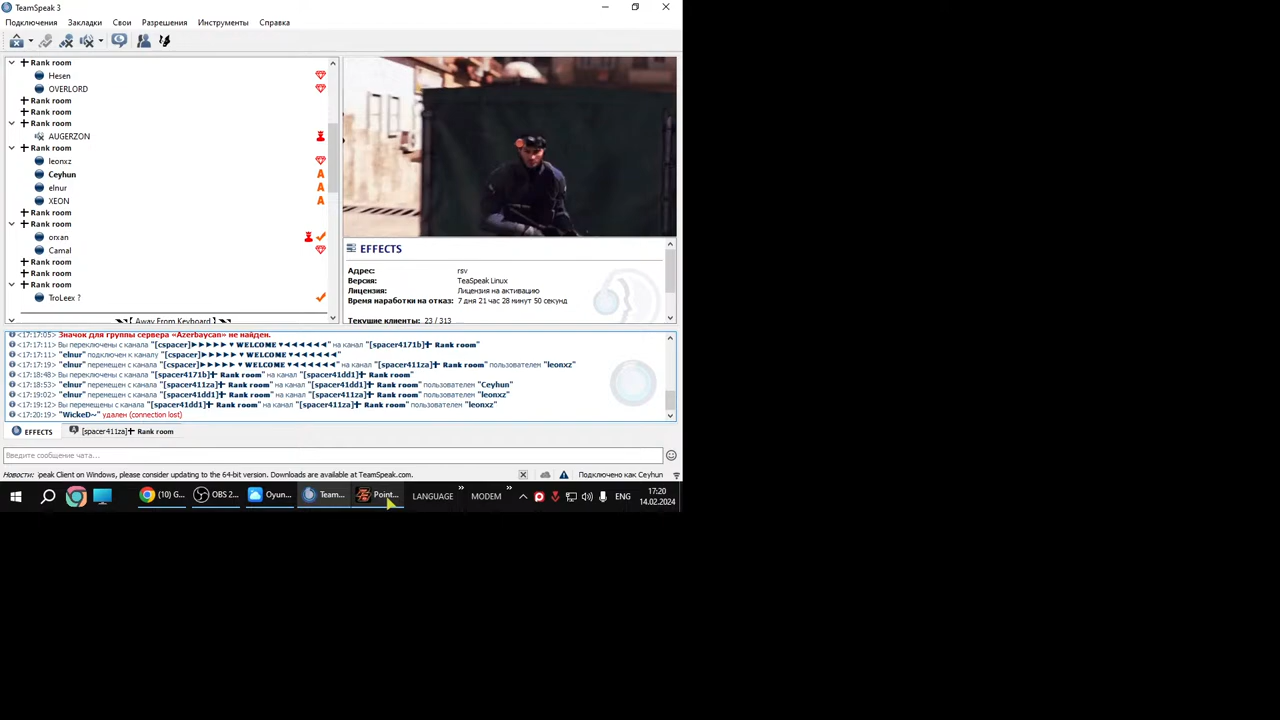 TeamSpeak 3
Подключения Закладки Свои Разрешения Инструменты Справка
Rank room
Hesen
OVERLORD
Rank room
Rank room
Rank room
AUGERZON
Rank room
leonxz
Ceyhun
elnur
XEON
Rank room
Rank room
orxan
Camal
Rank room
Rank room
Rank room
TroLeex ?
[ Away From Keyboard ]
EFFECTS
Адрес: rsv
Версия: TeaSpeak Linux
Лицензия: Лицензия на активацию
Время наработки на отказ: 7 дня 21 час 28 минут 50 секунд
Текущие клиенты: 23 / 313
<17:17:05> Значок для группы сервера «Azerbaycan» не найден.
<17:17:11> Вы переключены с канала "[cspacer]►►►►► ♥ WELCOME ♥◄◄◄◄◄◄" на канал "[spacer4171b]✚ Rank room"
<17:17:11> "elnur" подключен к каналу "[cspacer]►►►►► ♥ WELCOME ♥◄◄◄◄◄◄"
<17:17:19> "elnur" перемещен с канала "[cspacer]►►►►► ♥ WELCOME ♥◄◄◄◄◄◄" на канал "[spacer411za]✚ Rank room" пользователем "leonxz"
<17:18:48> Вы переключены с канала "[spacer4171b]✚ Rank room" на канал "[spacer41dd1]✚ Rank room"
<17:18:53> "elnur" перемещен с канала "[spacer411za]✚ Rank room" на канал "[spacer41dd1]✚ Rank room" пользователем "Ceyhun"
<17:19:02> "elnur" перемещен с канала "[spacer41dd1]✚ Rank room" на канал "[spacer411za]✚ Rank room" пользователем "leonxz"
<17:19:12> Вы перемещены с канала "[spacer41dd1]✚ Rank room" на канал "[spacer411za]✚ Rank room" пользователем "leonxz"
<17:20:19> "WickeD~" удален (connection lost)
EFFECTS [spacer411za]✚ Rank room
Введите сообщение чата...
Новости: ipeak Client on Windows, please consider updating to the 64-bit version. Downloads are available at TeamSpeak.com. Подключено как Ceyhun
(10) G... OBS 2... Oyun... Team... Point... LANGUAGE » MODEM » ENG 17:20
14.02.2024